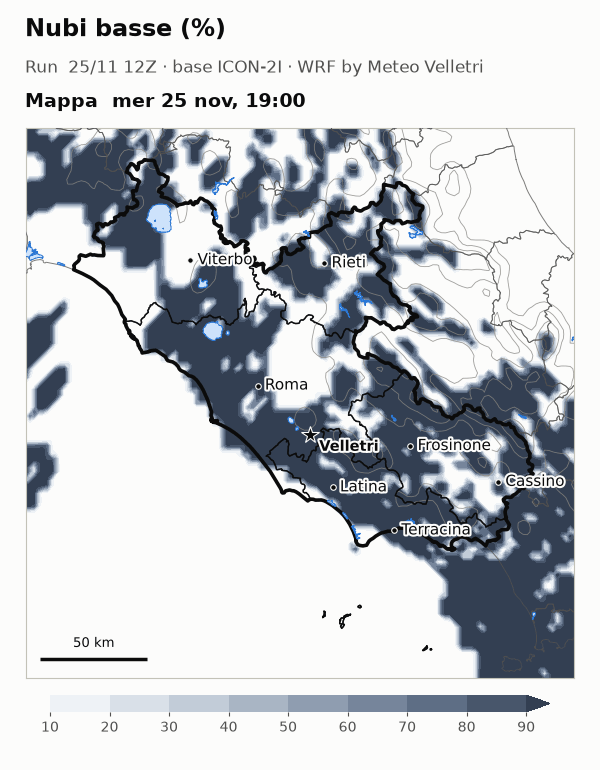 Nubi basse (%)
Run 25/11 12Z · base ICON-2I · WRF by Meteo Velletri
Mappa mer 25 nov, 19:00
Viterbo
Rieti
Roma
Velletri
Frosinone
Latina
Cassino
Terracina
50 km
10 20 30 40 50 60 70 80 90